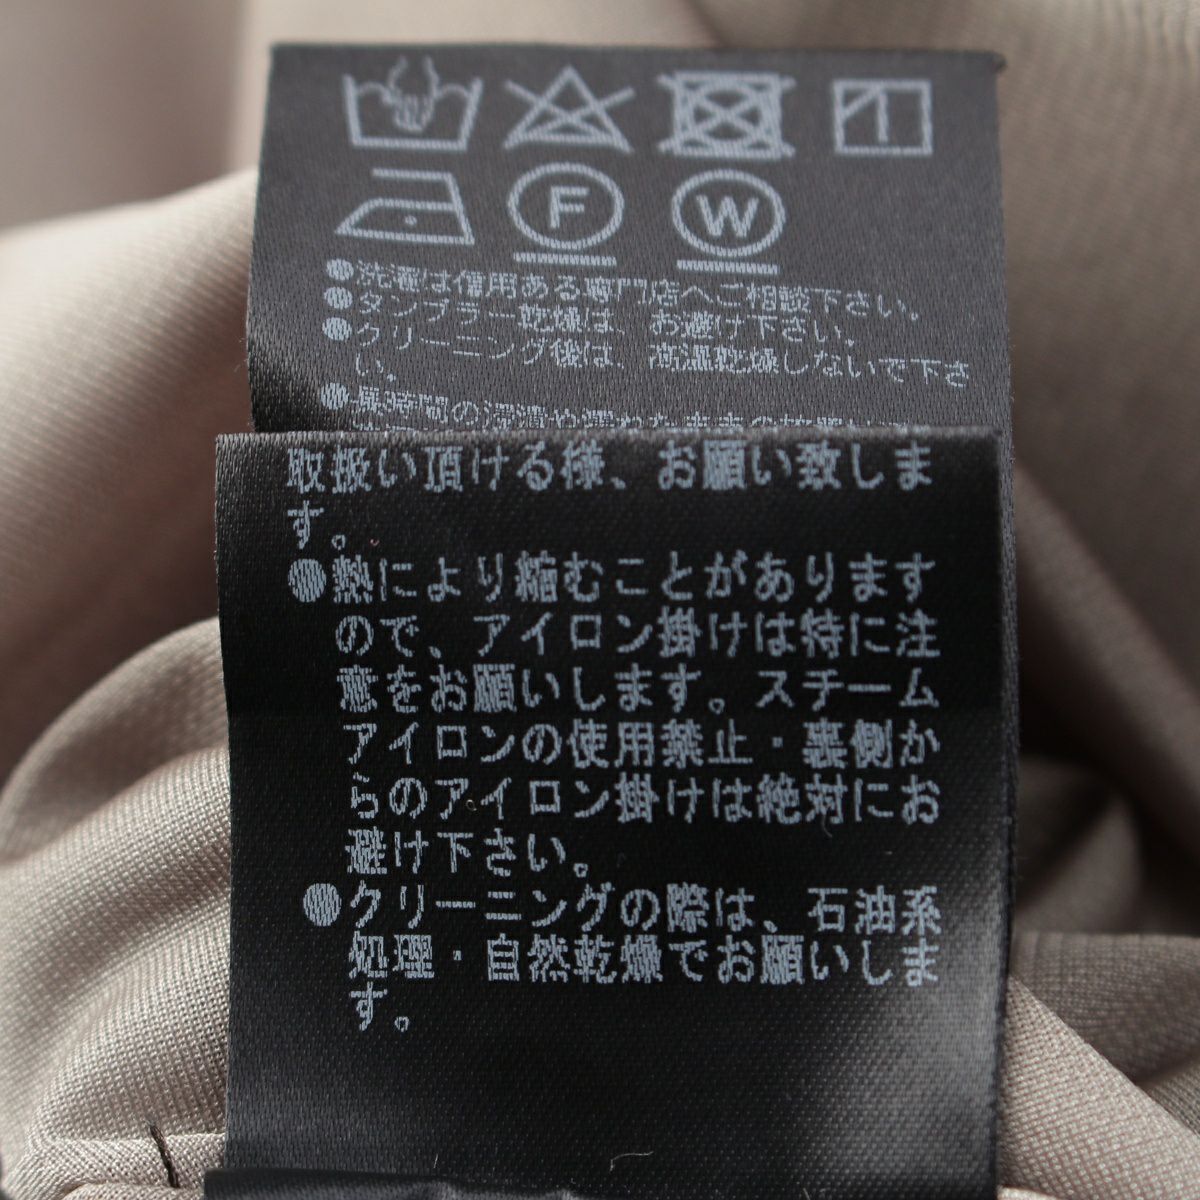 F W
●洗濯は信用ある専門店へご相談下さい。
●タンブラー乾燥は、お避け下さい。
●クリーニング後は、高温乾燥しないで下さ
い。
取扱い頂ける様、お願い致しま
す。
●熱により縮むことがあります
ので、アイロン掛けは特に注
意をお願いします。スチーム
アイロンの使用禁止・裏側か
らのアイロン掛けは絶対にお
避け下さい。
●クリーニングの際は、石油系
処理・自然乾燥でお願いしま
す。